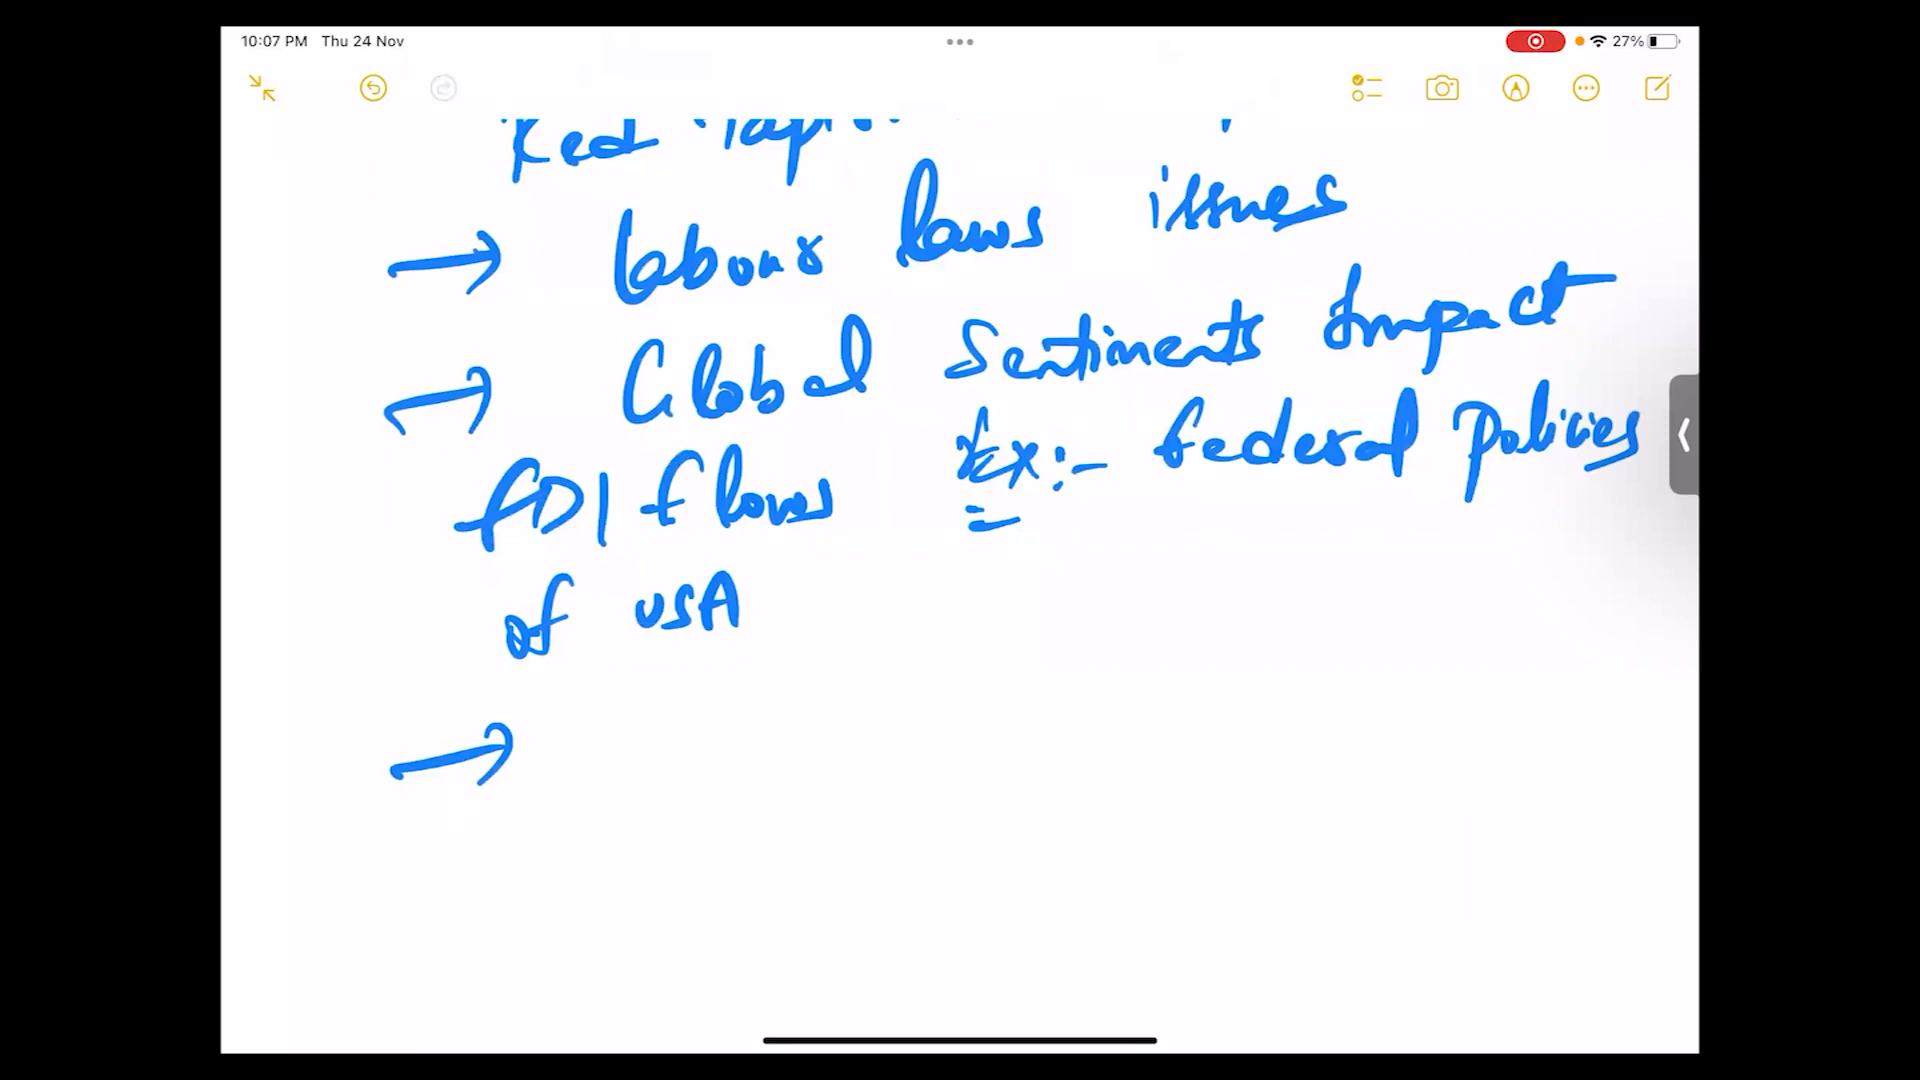 10:07 PM Thu 24 Nov
27%
Red
→ labour laws issues
→ Global Sentiments Impact
FDI flows Ex:- federal policies
of USA
→